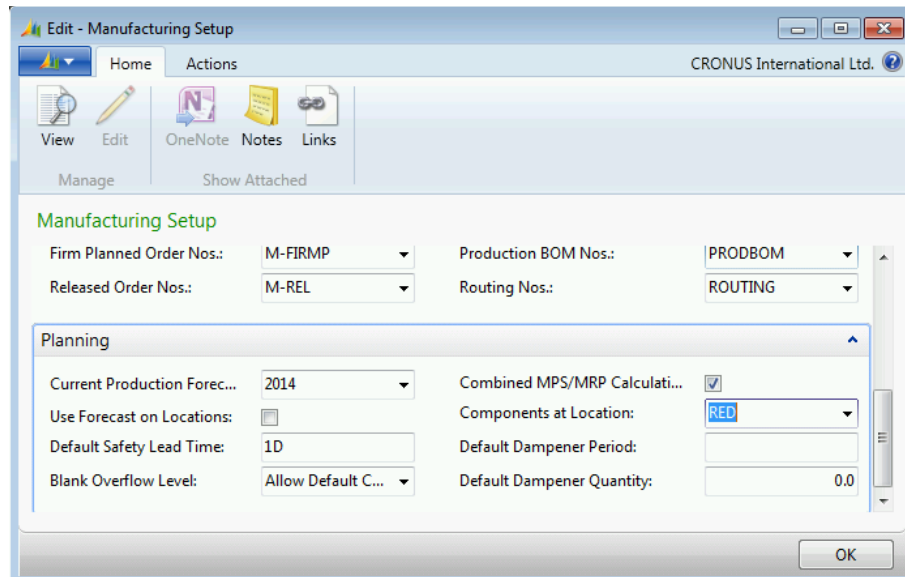 Edit - Manufacturing Setup
Home Actions CRONUS International Ltd.
View Edit OneNote Notes Links
Manage Show Attached
Manufacturing Setup
Firm Planned Order Nos.: M-FIRMP Production BOM Nos.: PRODBOM
Released Order Nos.: M-REL Routing Nos.: ROUTING
Planning
Current Production Forec... 2014 Combined MPS/MRP Calculati...
Use Forecast on Locations: Components at Location: RED
Default Safety Lead Time: 1D Default Dampener Period:
Blank Overflow Level: Allow Default C... Default Dampener Quantity: 0.0
OK